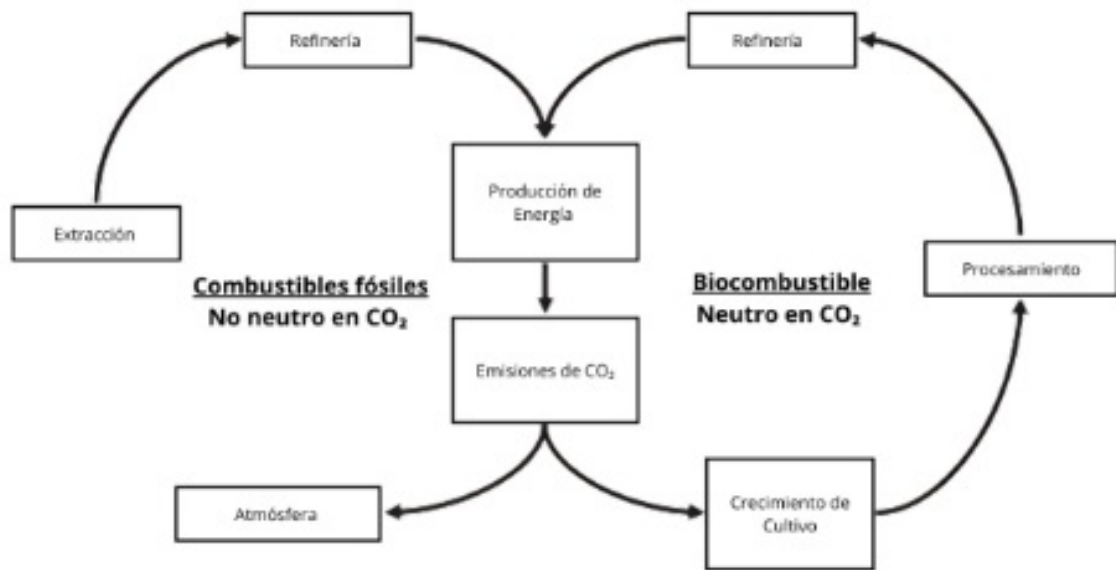 Refinería
Refinería
Producción de
Energía
Extracción
Procesamiento
Combustibles fósiles
No neutro en CO₂
Biocombustible
Neutro en CO₂
Emisiones de CO₂
Atmósfera
Crecimiento de
Cultivo